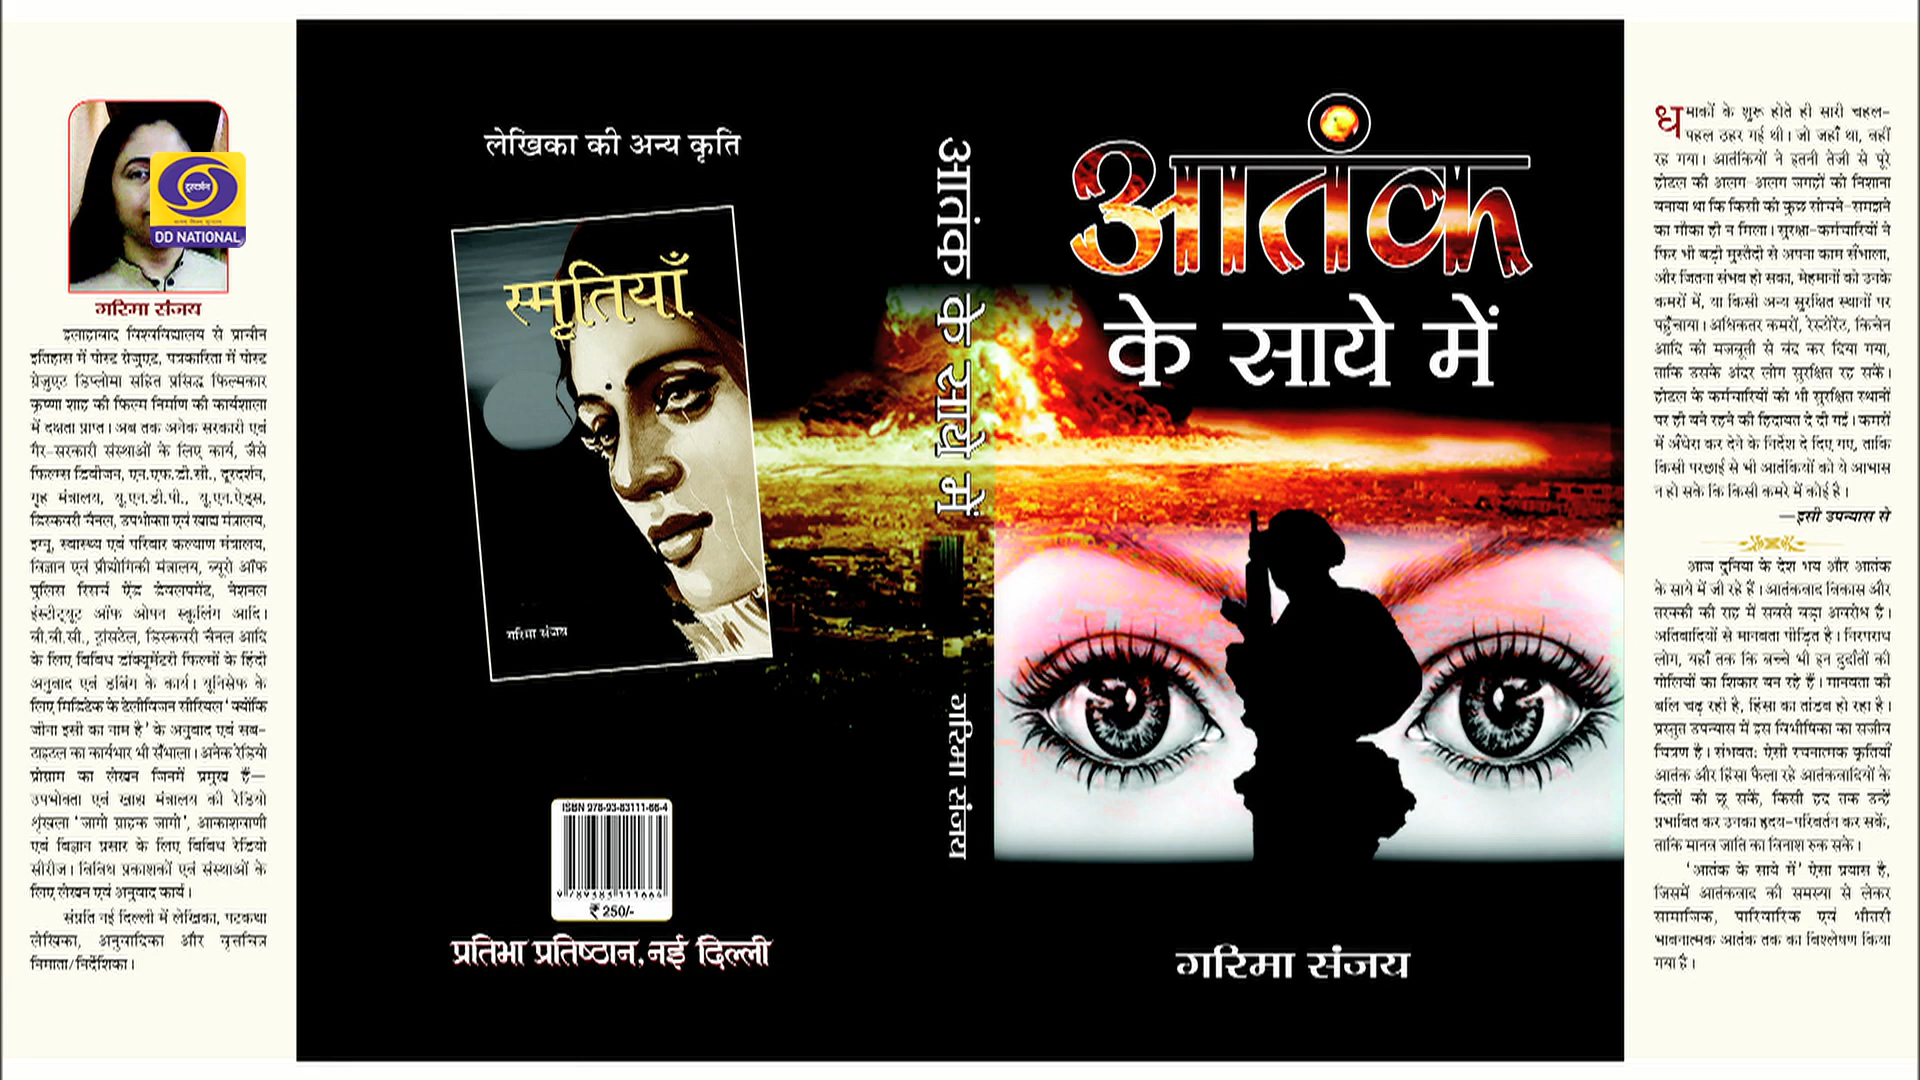 दूरदर्शन
DD NATIONAL
गरिमा संजय
इलाहाबाद विश्वविद्यालय से प्राचीन
इतिहास में पोस्ट ग्रेजुएट, पत्रकारिता में पोस्ट
ग्रेजुएट डिप्लोमा सहित प्रसिद्ध फिल्मकार
कृष्णा शाह की फिल्म निर्माण की कार्यशाला
में दक्षता प्राप्त। अब तक अनेक सरकारी एवं
गैर-सरकारी संस्थाओं के लिए कार्य, जैसे
फिल्म्स डिवीजन, एन.एफ.डी.सी., दूरदर्शन,
गृह मंत्रालय, यू.एन.डी.पी., यू.एन.ऐड्स,
डिस्कवरी चैनल, उपभोक्ता एवं खाद्य मंत्रालय,
इग्नू, स्वास्थ्य एवं परिवार कल्याण मंत्रालय,
विज्ञान एवं प्रौद्योगिकी मंत्रालय, ब्यूरो ऑफ
पुलिस रिसर्च ऐंड डेवलपमेंट, नेशनल
इंस्टीट्यूट ऑफ ओपन स्कूलिंग आदि।
बी.बी.सी., ट्रांसटेल, डिस्कवरी चैनल आदि
के लिए विविध डॉक्यूमेंटरी फिल्मों के हिंदी
अनुवाद एवं डबिंग के कार्य। यूनिसेफ के
लिए मिडिटेक के टेलीविजन सीरियल ' क्योंकि
जीना इसी का नाम है ' के अनुवाद एवं सब-
टाइटल का कार्यभार भी सँभाला। अनेक रेडियो
प्रोग्राम का लेखन जिनमें प्रमुख हैं—
उपभोक्ता एवं खाद्य मंत्रालय की रेडियो
शृंखला ' जागो ग्राहक जागो ', आकाशवाणी
एवं विज्ञान प्रसार के लिए विविध रेडियो
सीरीज। विविध प्रकाशकों एवं संस्थाओं के
लिए लेखन एवं अनुवाद कार्य।
संप्रति नई दिल्ली में लेखिका, पटकथा
लेखिका, अनुवादिका और वृत्तचित्र
निर्माता/निर्देशिका।
लेखिका की अन्य कृति
स्मृतियाँ
गरिमा संजय
ISBN 978-93-83111-66-4
9 789383 111664
₹ 250/-
प्रतिभा प्रतिष्ठान, नई दिल्ली
आतंक के साये में
गरिमा संजय
आतंक
के साये में
गरिमा संजय
धमाकों के शुरू होते ही सारी चहल-
पहल ठहर गई थी। जो जहाँ था, वहीं
रह गया। आतंकियों ने इतनी तेजी से पूरे
होटल की अलग-अलग जगहों को निशाना
बनाया था कि किसी को कुछ सोचने-समझने
का मौका ही न मिला। सुरक्षा-कर्मचारियों ने
फिर भी बड़ी मुस्तैदी से अपना काम सँभाला,
और जितना संभव हो सका, मेहमानों को उनके
कमरों में, या किसी अन्य सुरक्षित स्थानों पर
पहुँचाया। अधिकतर कमरों, रेस्टोरेंट, किचेन
आदि को मजबूती से बंद कर दिया गया,
ताकि उसके अंदर लोग सुरक्षित रह सकें।
होटल के कर्मचारियों को भी सुरक्षित स्थानों
पर ही बने रहने की हिदायत दे दी गई। कमरों
में अँधेरा कर देने के निर्देश दे दिए गए, ताकि
किसी परछाईं से भी आतंकियों को ये आभास
न हो सके कि किसी कमरे में कोई है।
—इसी उपन्यास से
आज दुनिया के देश भय और आतंक
के साये में जी रहे हैं। आतंकवाद विकास और
तरक्की की राह में सबसे बड़ा अवरोध है।
अतिवादियों से मानवता पीड़ित है। निरपराध
लोग, यहाँ तक कि बच्चे भी इन दुर्दांतों की
गोलियों का शिकार बन रहे हैं। मानवता की
बलि चढ़ रही है, हिंसा का तांडव हो रहा है।
प्रस्तुत उपन्यास में इस विभीषिका का सजीव
चित्रण है। संभवतः ऐसी रचनात्मक कृतियाँ
आतंक और हिंसा फैला रहे आतंकवादियों के
दिलों को छू सकें, किसी हद तक उन्हें
प्रभावित कर उनका हृदय-परिवर्तन कर सकें,
ताकि मानव जाति का विनाश रुक सके।
' आतंक के साये में ' ऐसा प्रयास है,
जिसमें आतंकवाद की समस्या से लेकर
सामाजिक, पारिवारिक एवं भीतरी
भावनात्मक आतंक तक का विश्लेषण किया
गया है।